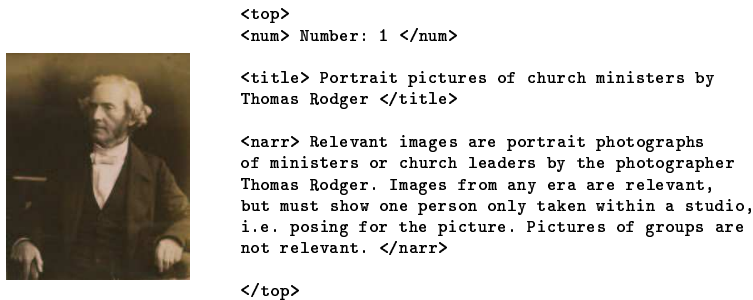 <top>
<num> Number: 1 </num>
<title> Portrait pictures of church ministers by
Thomas Rodger </title>
<narr> Relevant images are portrait photographs
of ministers or church leaders by the photographer
Thomas Rodger. Images from any era are relevant,
but must show one person only taken within a studio,
i.e. posing for the picture. Pictures of groups are
not relevant. </narr>
</top>